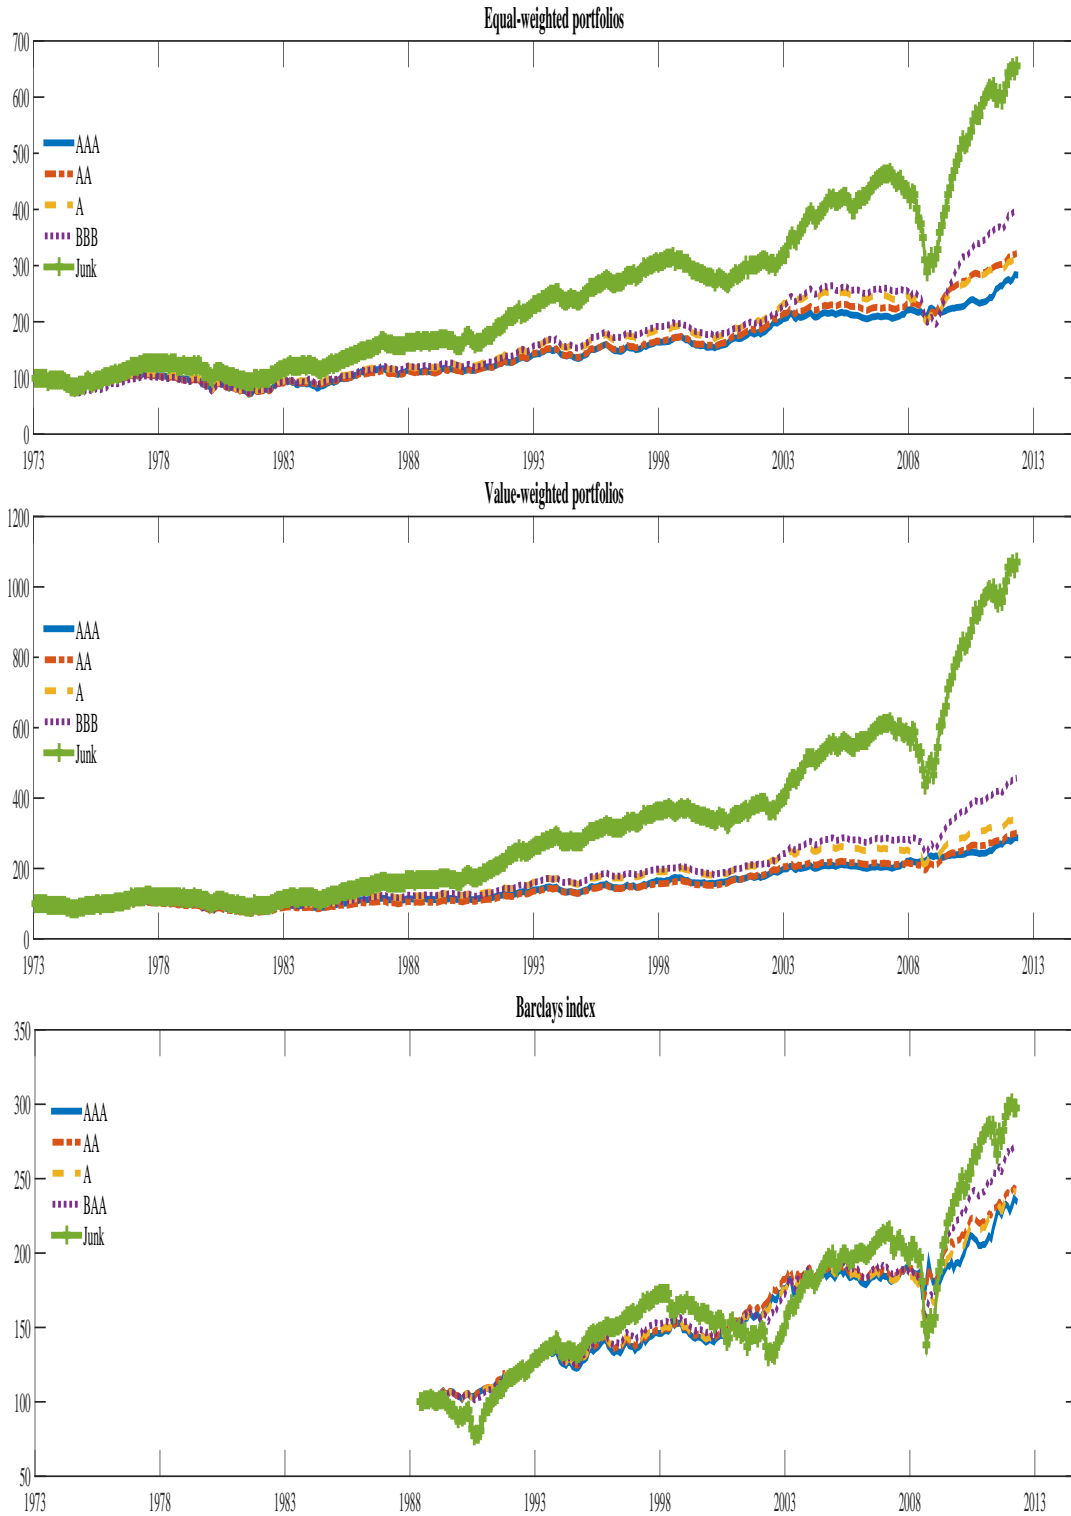 Equal-weighted portfolios
700
600
500
400
300
200
100
0
AAA
AA
A
BBB
Junk
1973 1978 1983 1988 1993 1998 2003 2008 2013
Value-weighted portfolios
1200
1000
800
600
400
200
0
AAA
AA
A
BBB
Junk
1973 1978 1983 1988 1993 1998 2003 2008 2013
Barclays index
350
300
250
200
150
100
50
AAA
AA
A
BAA
Junk
1973 1978 1983 1988 1993 1998 2003 2008 2013